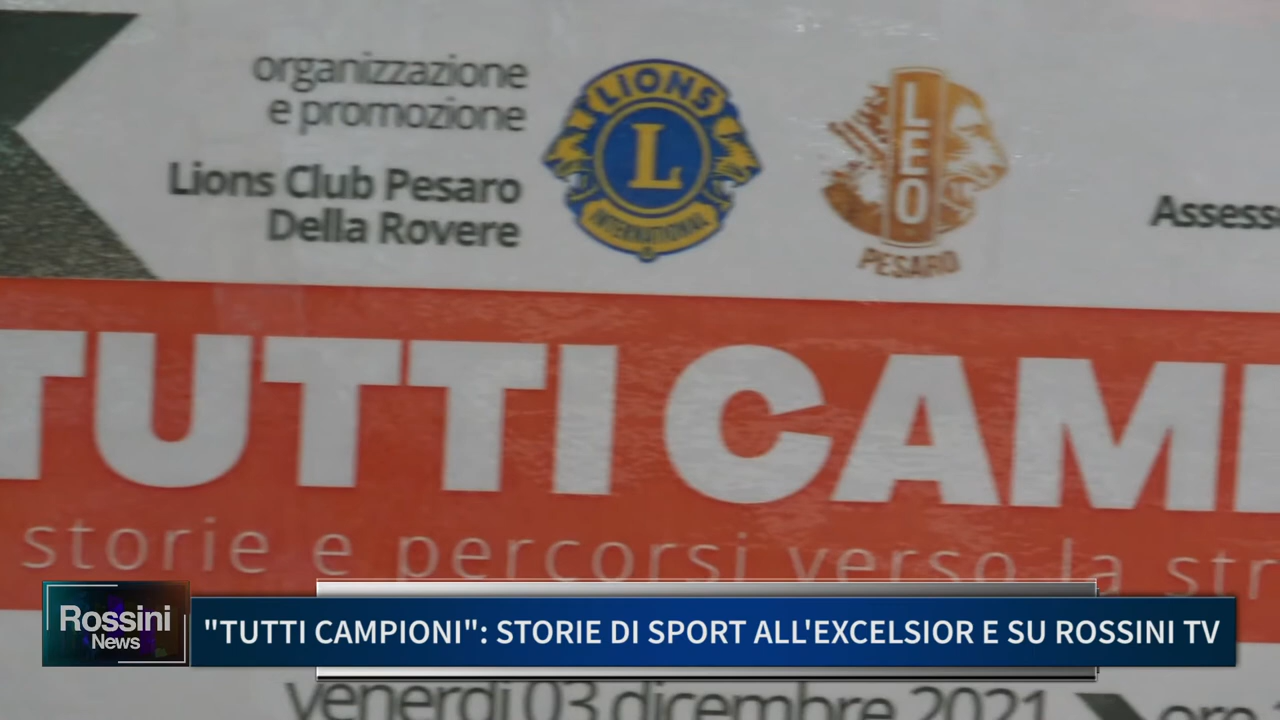 organizzazione
e promozione
Lions Club Pesaro
Della Rovere
LIONS
L
INTERNATIONAL
LEO
PESARO
TUTTI CAM
storie e percorsi verso la str
Rossini
News
"TUTTI CAMPIONI": STORIE DI SPORT ALL'EXCELSIOR E SU ROSSINI TV
venerdì 03 dicembre 2021